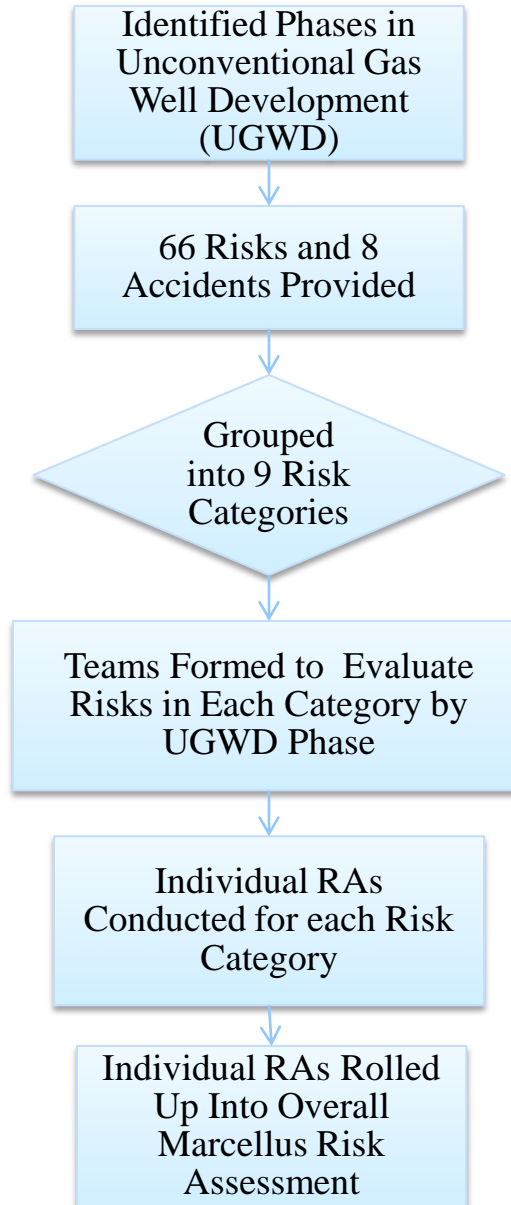 Identified Phases in
Unconventional Gas
Well Development
(UGWD)
66 Risks and 8
Accidents Provided
Grouped
into 9 Risk
Categories
Teams Formed to  Evaluate
Risks in Each Category by
UGWD Phase
Individual RAs
Conducted for each Risk
Category
Individual RAs Rolled
Up Into Overall
Marcellus Risk
Assessment